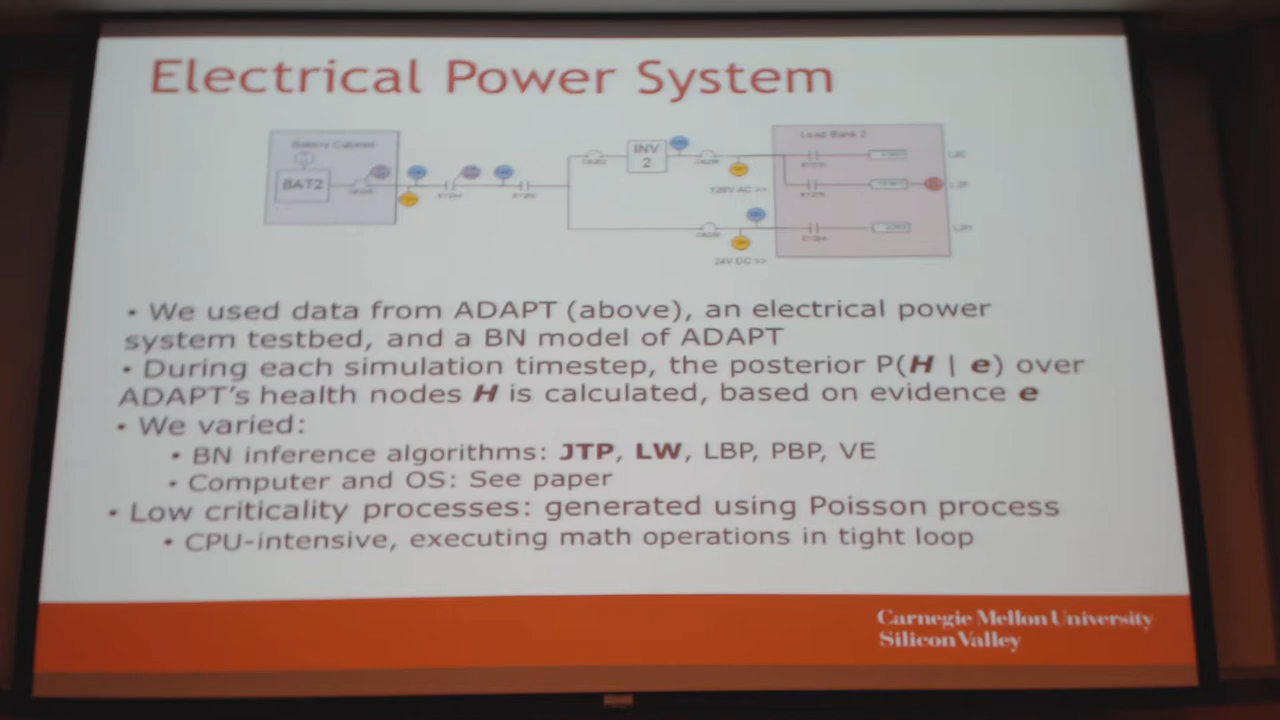 Electrical Power System
Battery Cabinet
BAT2
INV
2
Load Bank 2
120V AC >>
24V DC >>
• We used data from ADAPT (above), an electrical power
system testbed, and a BN model of ADAPT
• During each simulation timestep, the posterior P(H | e) over
ADAPT's health nodes H is calculated, based on evidence e
• We varied:
• BN inference algorithms: JTP, LW, LBP, PBP, VE
• Computer and OS: See paper
• Low criticality processes: generated using Poisson process
• CPU-intensive, executing math operations in tight loop
Carnegie Mellon University
Silicon Valley